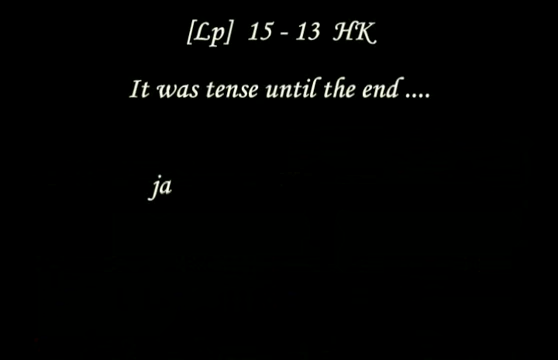 [Lp] 15 - 13 HK
It was tense until the end ....
ja